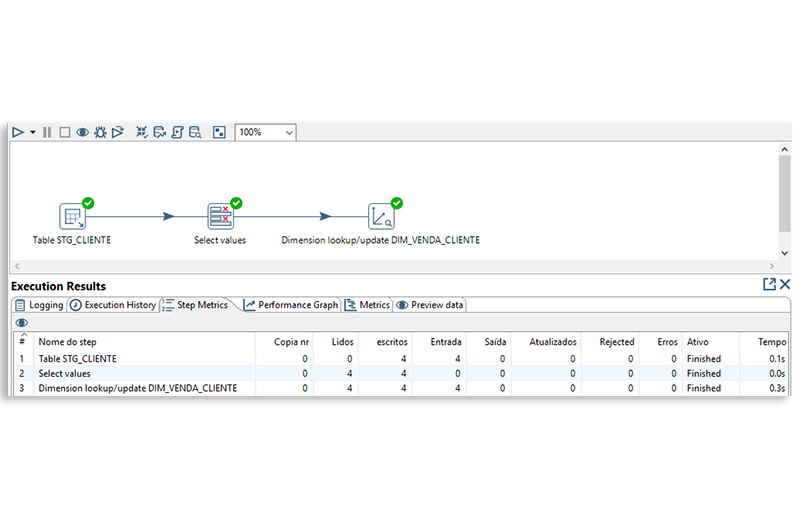 100%
Table STG_CLIENTE
Select values
Dimension lookup/update DIM_VENDA_CLIENTE
Execution Results
Logging Execution History Step Metrics Performance Graph Metrics Preview data
# Nome do step Copia nr Lidos escritos Entrada Saída Atualizados Rejected Erros Ativo Tempo
1 Table STG_CLIENTE 0 0 4 4 0 0 0 0 Finished 0.1s
2 Select values 0 4 4 0 0 0 0 0 Finished 0.0s
3 Dimension lookup/update DIM_VENDA_CLIENTE 0 4 4 4 0 0 0 0 Finished 0.3s